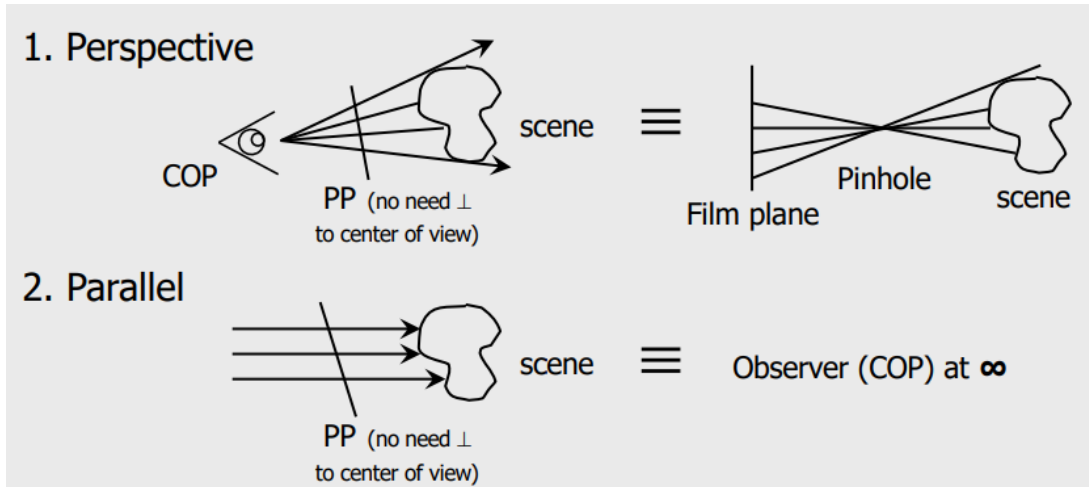 1. Perspective
COP
PP (no need ⊥
to center of view)
scene
≡
Film plane
Pinhole
scene
2. Parallel
PP (no need ⊥
to center of view)
scene
≡
Observer (COP) at ∞